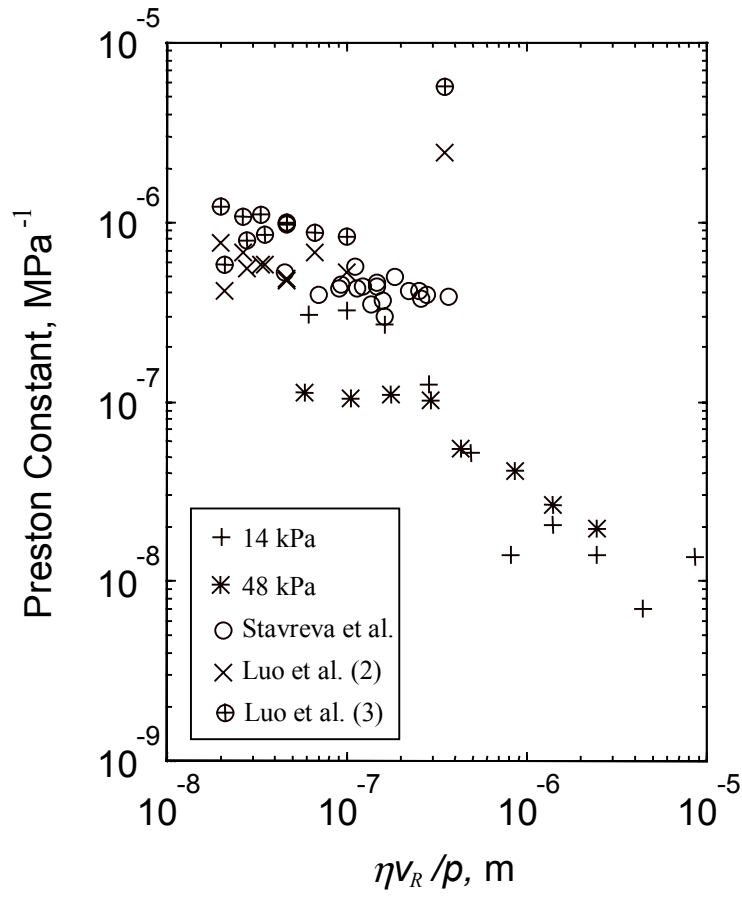 10^-5
10^-6
10^-7
10^-8
10^-9
Preston Constant, MPa^-1
+ 14 kPa
✳ 48 kPa
○ Stavreva et al.
× Luo et al. (2)
⊕ Luo et al. (3)
10^-8 10^-7 10^-6 10^-5
ηv_R /p, m